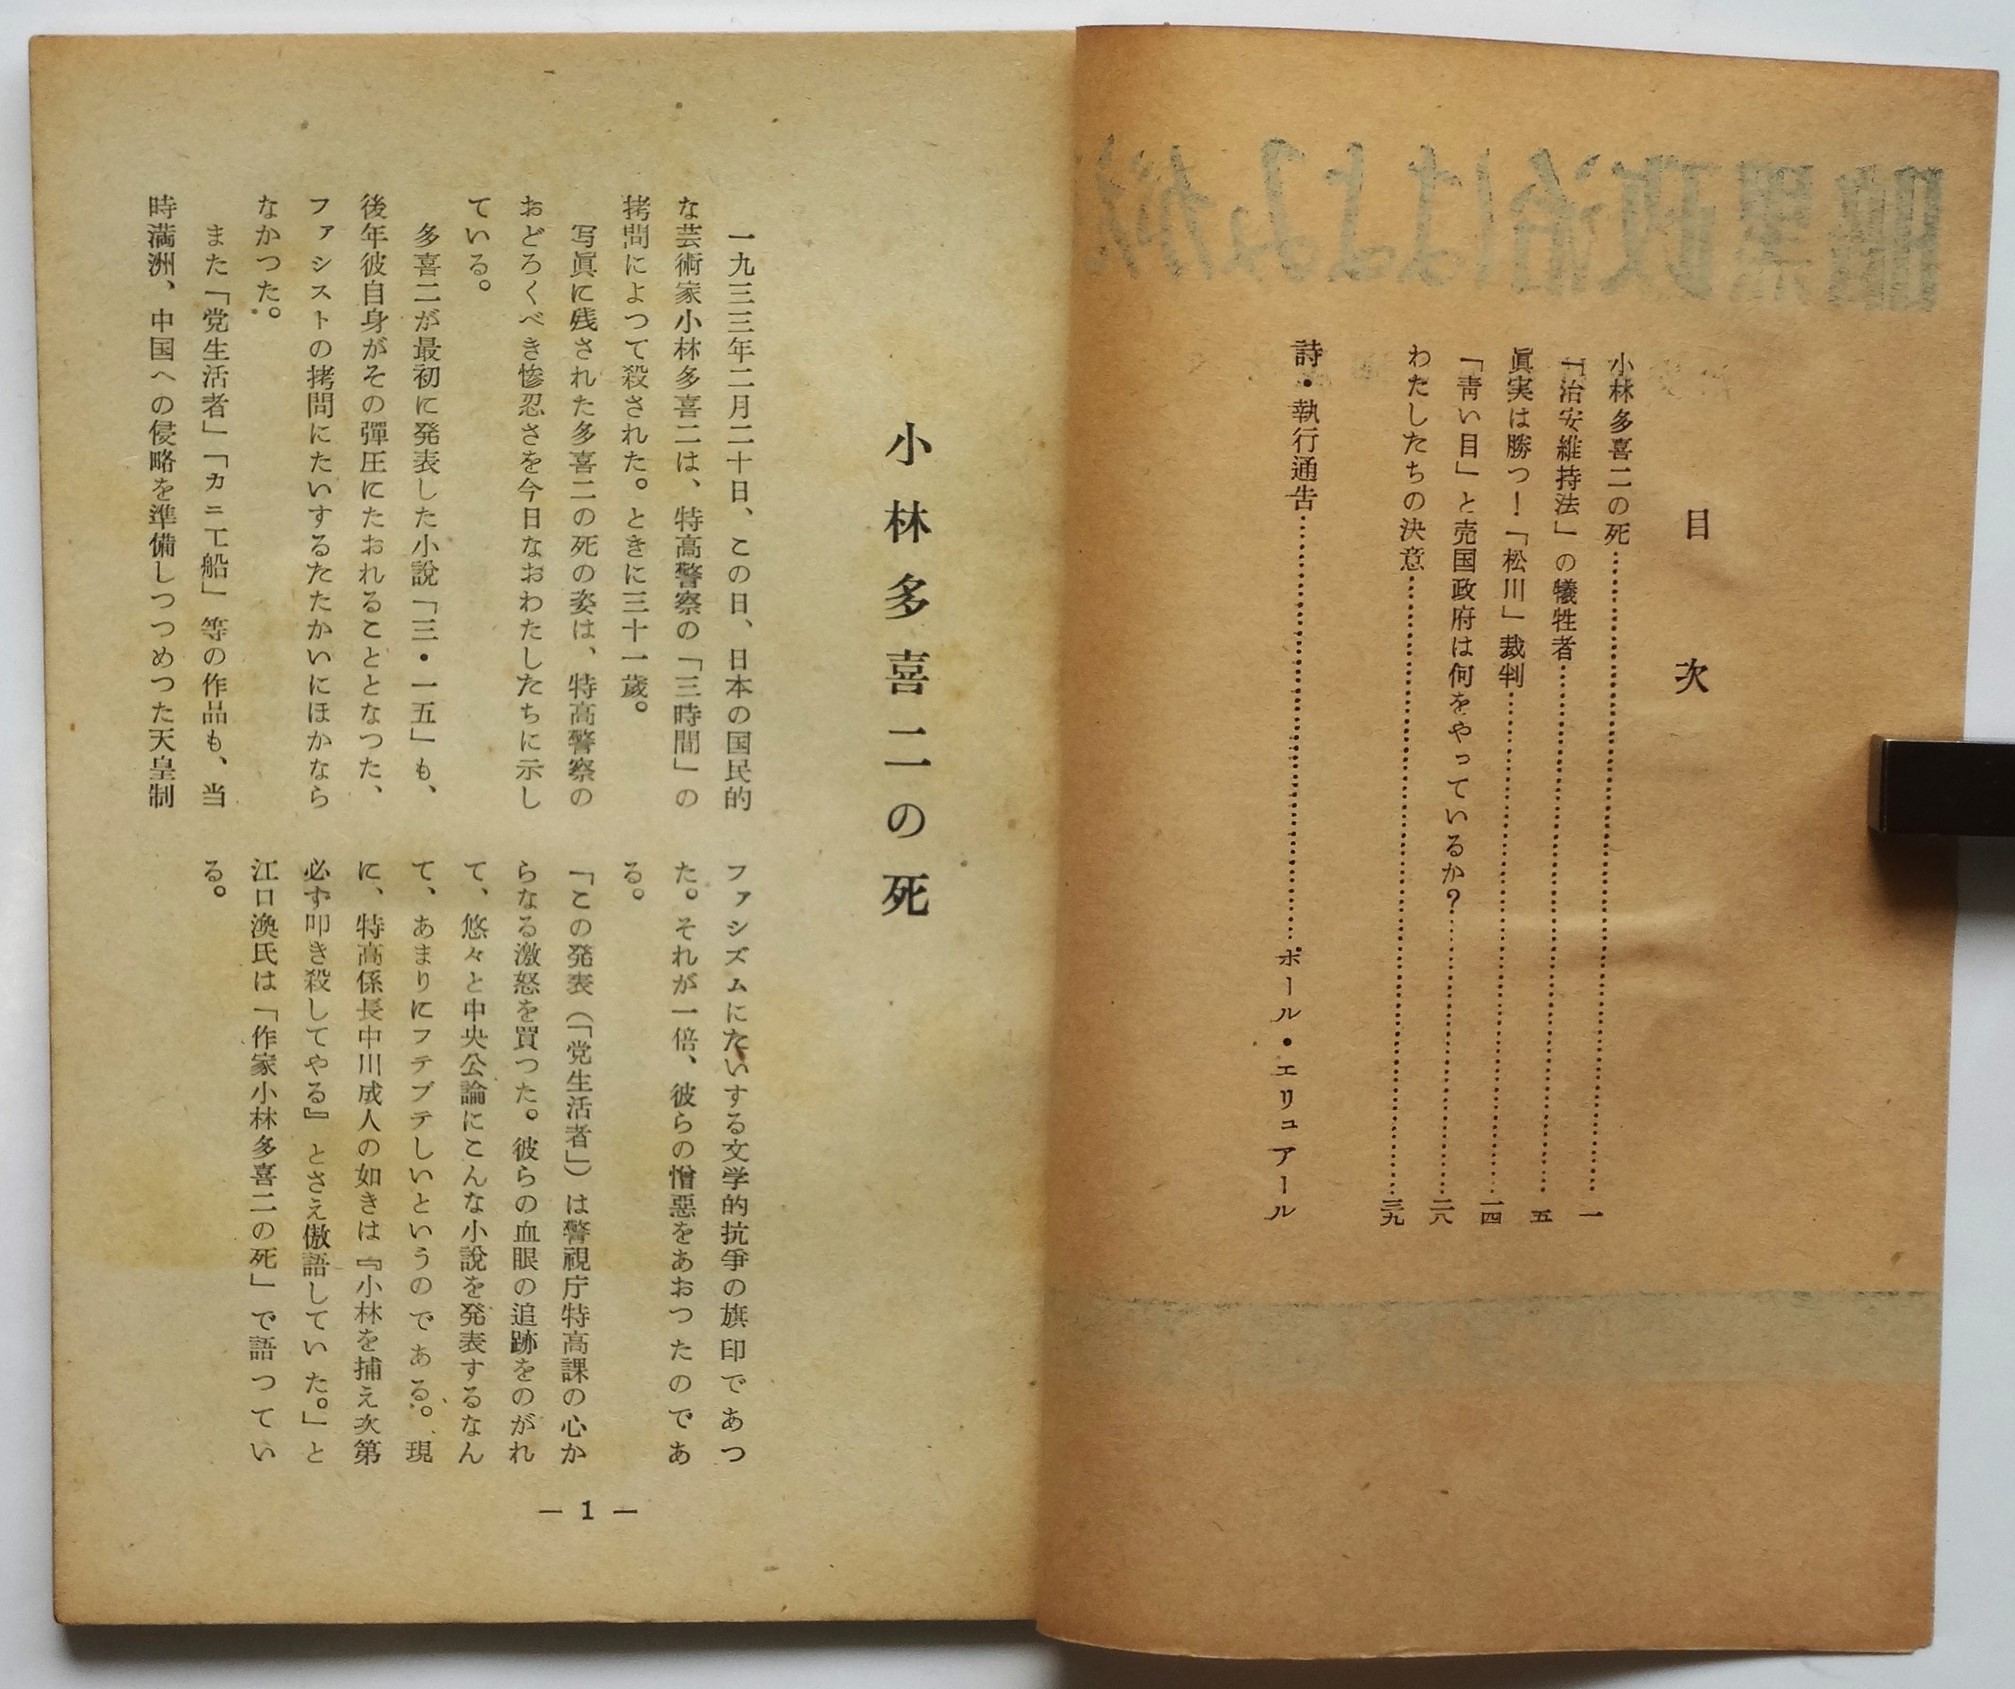 目次
小林多喜二の死……一
「治安維持法」の犠牲者……五
眞実は勝つ！「松川」裁判……一四
「靑い目」と売国政府は何をやっているか？……二八
わたしたちの決意……三九
詩・執行通告……ポール・エリュアール
小林多喜二の死
一九三三年二月二十日、この日、日本の国民的
な芸術家小林多喜二は、特高警察の「三時間」の
拷問によつて殺された。ときに三十一歳。
写眞に残された多喜二の死の姿は、特高警察の
おどろくべき惨忍さを今日なおわたしたちに示し
ている。
多喜二が最初に発表した小説「三・一五」も、
後年彼自身がその彈圧にたおれることとなつた、
ファシストの拷問にたいするたたかいにほかなら
なかつた。
また「党生活者」「カニ工船」等の作品も、当
時満洲、中国への侵略を準備しつつめつた天皇制
ファシズムにたいする文学的抗爭の旗印であつ
た。それが一倍、彼らの憎惡をあおつたのであ
る。
「この発表（「党生活者」）は警視庁特高課の心か
らなる激怒を買つた。彼らの血眼の追跡をのがれ
て、悠々と中央公論にこんな小説を発表するなん
て、あまりにフテブテしいというのである。現
に、特高係長中川成人の如きは『小林を捕え次第
必ず叩き殺してやる』とさえ傲語していた。」と
江口渙氏は「作家小林多喜二の死」で語つてい
る。
— 1 —